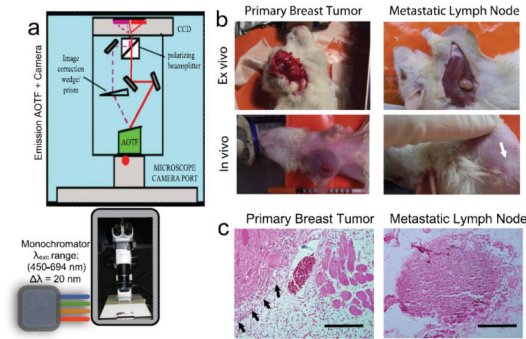 a
Emission AOTF + Camera
CCD
Image
correction
wedge/
prism
polarizing
beamsplitter
AOTF
MICROSCOPE
CAMERA PORT
Monochromator
λexc range:
(450-694 nm)
Δλ = 20 nm
b
Primary Breast Tumor
Metastatic Lymph Node
Ex vivo
In vivo
c
Primary Breast Tumor
Metastatic Lymph Node